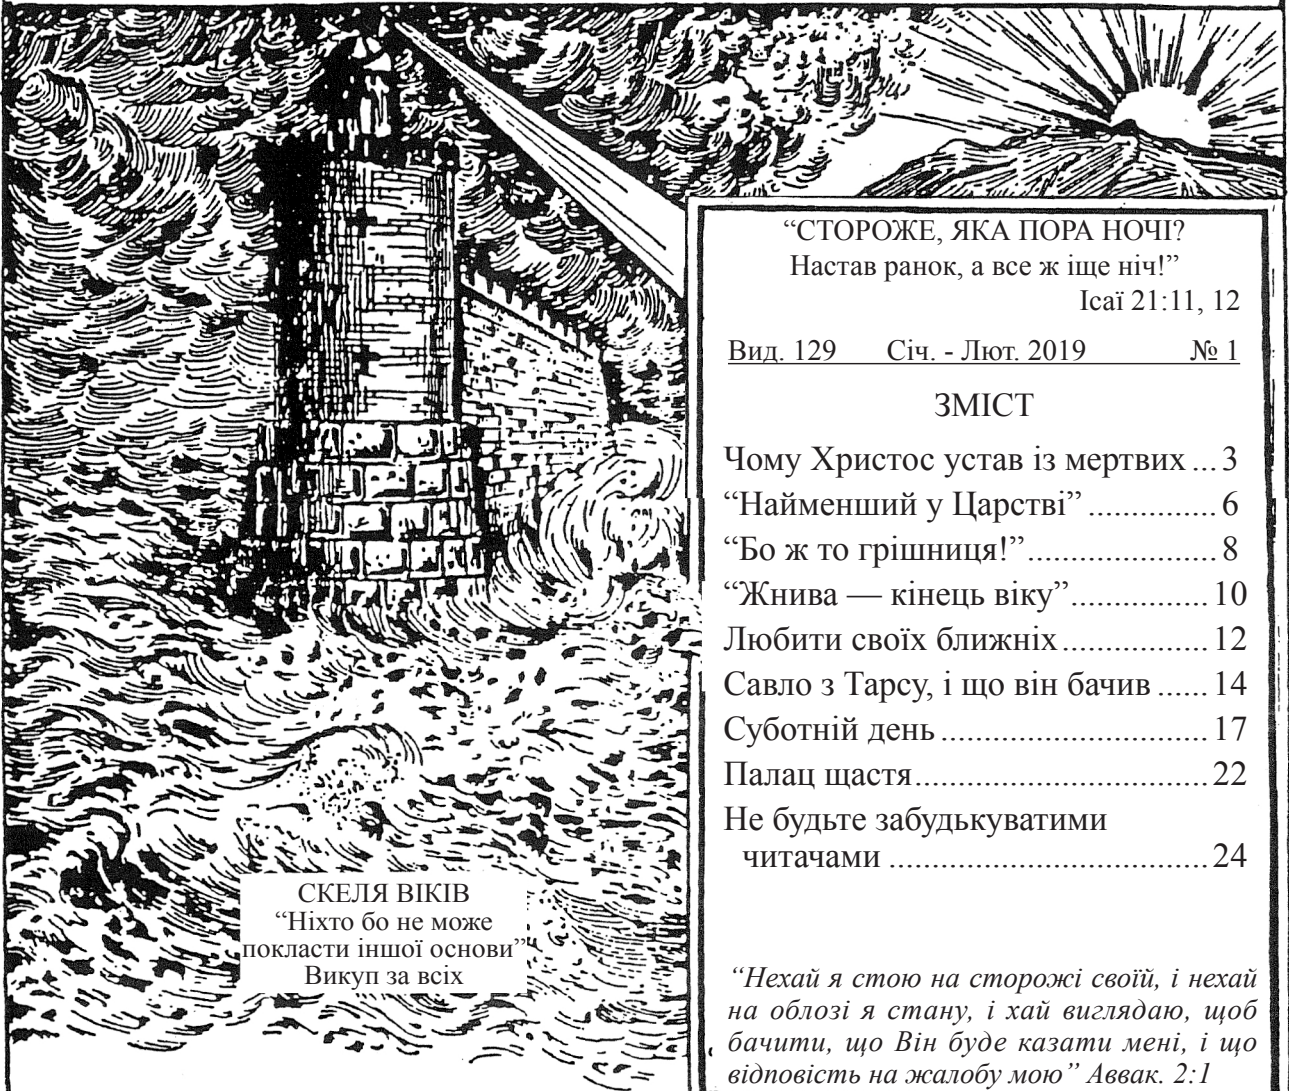 “СТОРОЖЕ, ЯКА ПОРА НОЧІ?
Настав ранок, а все ж іще ніч!”
Ісаї 21:11, 12
Вид. 129 Січ. - Лют. 2019 № 1
ЗМІСТ
Чому Христос устав із мертвих ... 3
“Найменший у Царстві” ................ 6
“Бо ж то грішниця!” ........................ 8
“Жнива — кінець віку” ................. 10
Любити своїх ближніх .................. 12
Савло з Тарсу, і що він бачив ...... 14
Суботній день ................................. 17
Палац щастя .................................... 22
Не будьте забудькуватими
читачами ....................................... 24
СКЕЛЯ ВІКІВ
“Ніхто бо не може
покласти іншої основи”
Викуп за всіх
“Нехай я стою на сторожі своїй, і нехай
на облозі я стану, і хай виглядаю, щоб
бачити, що Він буде казати мені, і що
відповість на жалобу мою” Аввак. 2:1